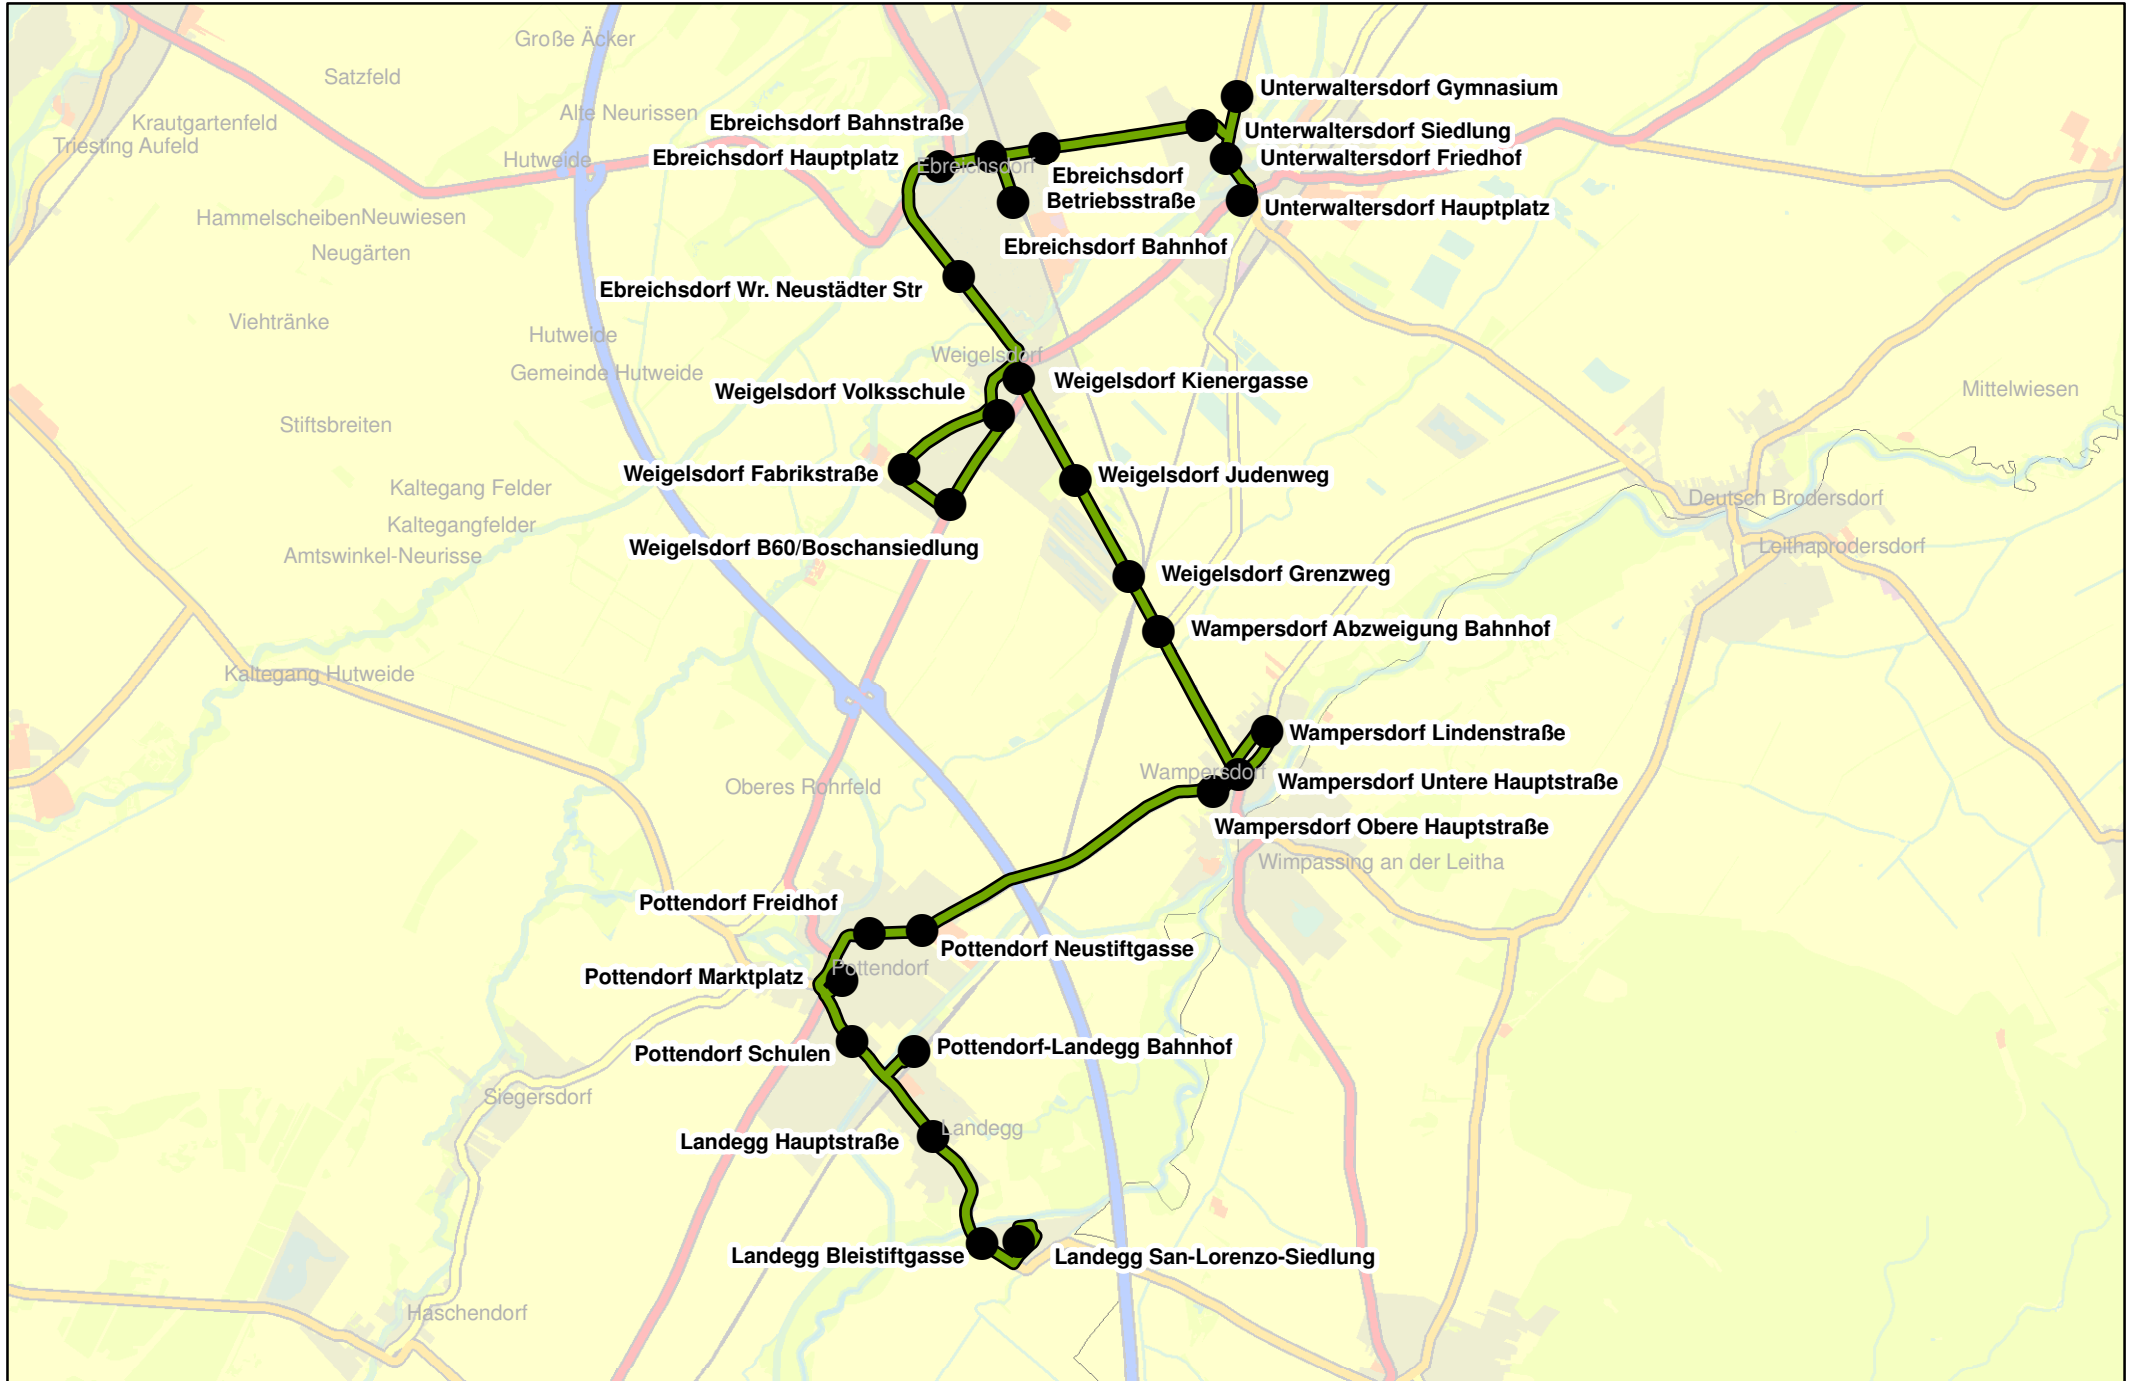 Große Äcker
Satzfeld
Unterwaltersdorf Gymnasium
Alte Neurissen
Krautgartenfeld
Ebreichsdorf Bahnstraße
Unterwaltersdorf Siedlung
Triesting Aufeld
Hutweide
Ebreichsdorf Hauptplatz
Ebreichsdorf
Unterwaltersdorf Friedhof
Ebreichsdorf
Betriebsstraße
Unterwaltersdorf Hauptplatz
HammelscheibenNeuwiesen
Neugärten
Ebreichsdorf Bahnhof
Ebreichsdorf Wr. Neustädter Str
Viehtränke
Hutweide
Weigelsdorf
Gemeinde Hutweide
Weigelsdorf Kienergasse
Weigelsdorf Volksschule
Mittelwiesen
Stiftsbreiten
Weigelsdorf Fabrikstraße
Weigelsdorf Judenweg
Kaltegang Felder
Deutsch Brodersdorf
Kaltegangfelder
Amtswinkel-Neurisse
Weigelsdorf B60/Boschansiedlung
Leithaprodersdorf
Weigelsdorf Grenzweg
Wampersdorf Abzweigung Bahnhof
Kaltegang Hutweide
Wampersdorf Lindenstraße
Wampersdorf
Wampersdorf Untere Hauptstraße
Oberes Rohrfeld
Wampersdorf Obere Hauptstraße
Wimpassing an der Leitha
Pottendorf Freidhof
Pottendorf Neustiftgasse
Pottendorf Marktplatz
Pottendorf
Pottendorf Schulen
Pottendorf-Landegg Bahnhof
Siegersdorf
Landegg Hauptstraße
Landegg
Landegg Bleistiftgasse
Landegg San-Lorenzo-Siedlung
Haschendorf